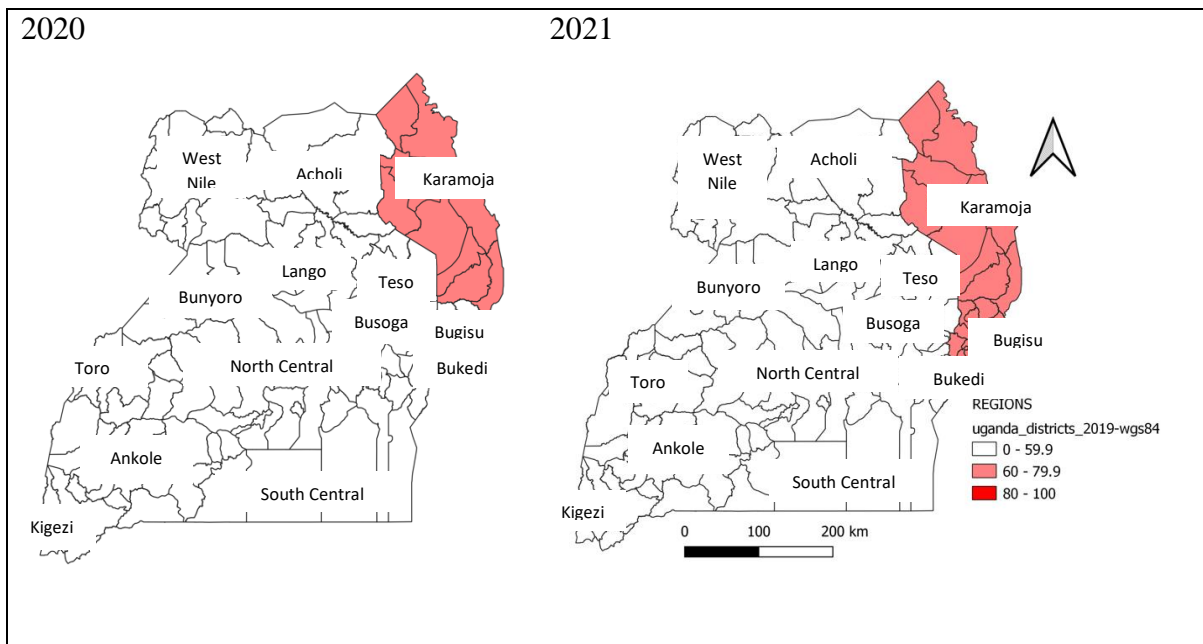 2020
West
Nile
Acholi
Karamoja
Lango
Teso
Bunyoro
Busoga
Bugisu
Toro
North Central
Bukedi
Ankole
South Central
Kigezi
2021
West
Nile
Acholi
Karamoja
Lango
Teso
Bunyoro
Busoga
Bugisu
Toro
North Central
Bukedi
REGIONS
uganda_districts_2019-wgs84
0 - 59.9
60 - 79.9
80 - 100
Ankole
South Central
Kigezi
0 100 200 km